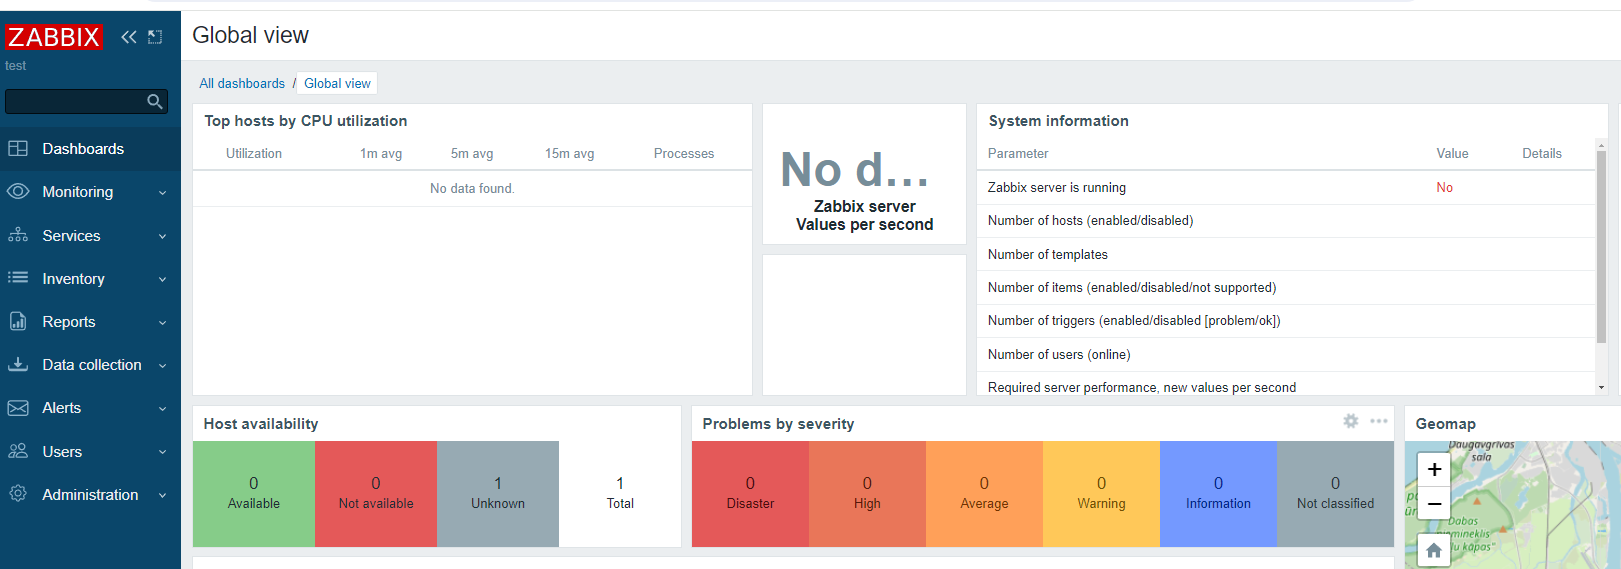 ZABBIX
test
Dashboards
Monitoring
Services
Inventory
Reports
Data collection
Alerts
Users
Administration
Global view
All dashboards / Global view
Top hosts by CPU utilization
Utilization 1m avg 5m avg 15m avg Processes
No data found.
No d...
Zabbix server
Values per second
System information
Parameter Value Details
Zabbix server is running No
Number of hosts (enabled/disabled)
Number of templates
Number of items (enabled/disabled/not supported)
Number of triggers (enabled/disabled [problem/ok])
Number of users (online)
Required server performance, new values per second
Host availability
0 0 1 1
Available Not available Unknown Total
Problems by severity
0 0 0 0 0 0
Disaster High Average Warning Information Not classified
Geomap
Daugavgrīvas
sala
+
−
Dabas
kāpas"